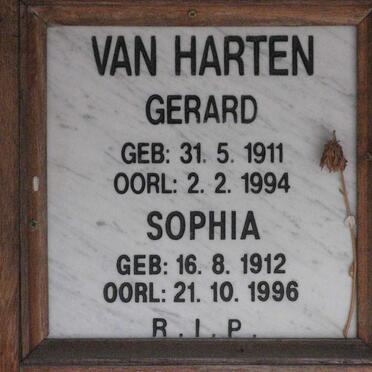 VAN HARTEN
GERARD
GEB: 31. 5. 1911
OORL: 2. 2. 1994
SOPHIA
GEB: 16. 8. 1912
OORL: 21. 10. 1996
R. I. P.